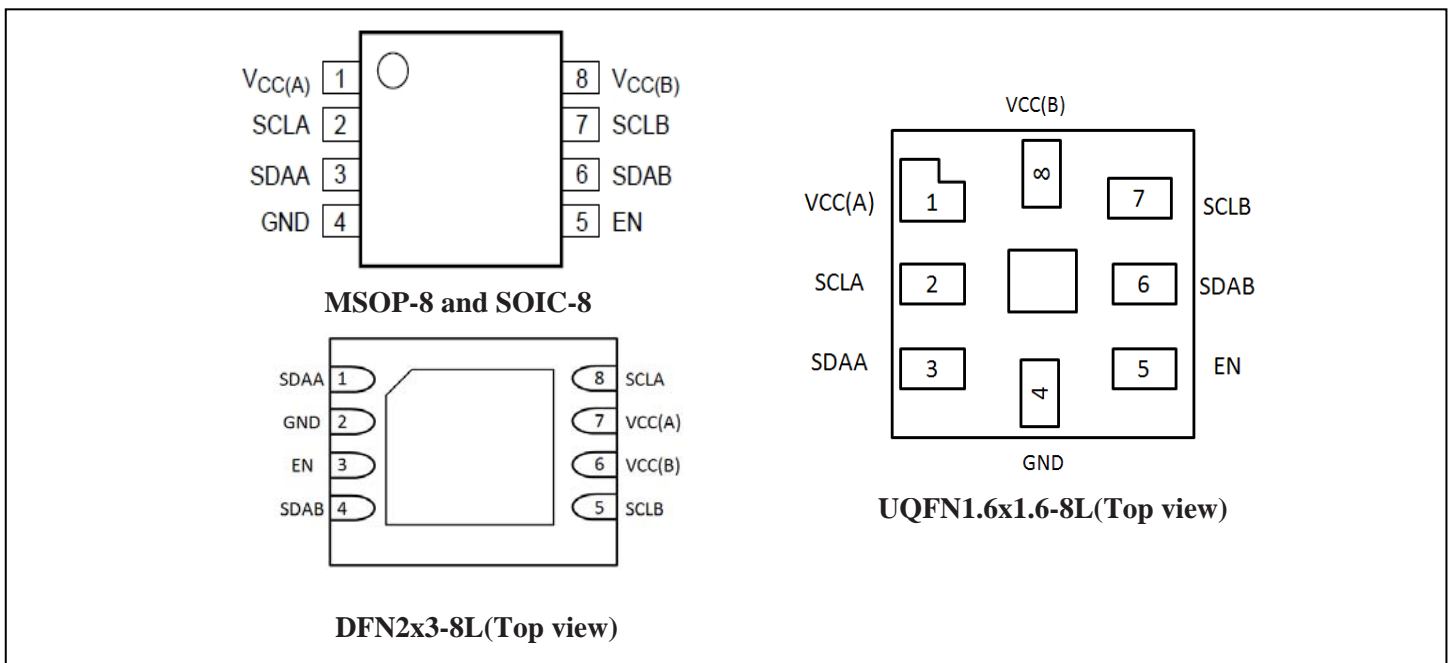 VCC(A) 1 8 VCC(B)
SCLA 2 7 SCLB
SDAA 3 6 SDAB
GND 4 5 EN
MSOP-8 and SOIC-8
SDAA 1 8 SCLA
GND 2 7 VCC(A)
EN 3 6 VCC(B)
SDAB 4 5 SCLB
DFN2x3-8L(Top view)
VCC(B)
8
VCC(A) 1 7 SCLB
SCLA 2 6 SDAB
SDAA 3 5 EN
4
GND
UQFN1.6x1.6-8L(Top view)